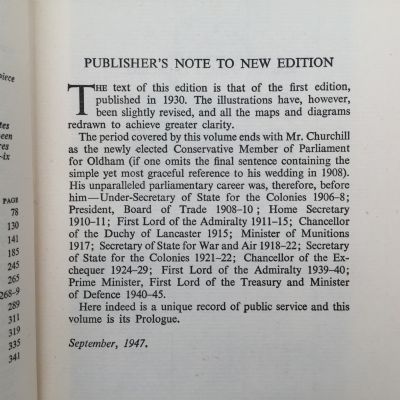 piece
tes
een
res
-ix
PAGE
78
130
141
185
245
265
268-9
289
311
319
335
341
PUBLISHER'S NOTE TO NEW EDITION
THE text of this edition is that of the first edition,
published in 1930. The illustrations have, however,
been slightly revised, and all the maps and diagrams
redrawn to achieve greater clarity.
The period covered by this volume ends with Mr. Churchill
as the newly elected Conservative Member of Parliament
for Oldham (if one omits the final sentence containing the
simple yet most graceful reference to his wedding in 1908).
His unparalleled parliamentary career was, therefore, before
him—Under-Secretary of State for the Colonies 1906–8;
President, Board of Trade 1908–10; Home Secretary
1910–11; First Lord of the Admiralty 1911–15; Chancellor
of the Duchy of Lancaster 1915; Minister of Munitions
1917; Secretary of State for War and Air 1918–22; Secretary
of State for the Colonies 1921–22; Chancellor of the Ex-
chequer 1924–29; First Lord of the Admiralty 1939–40;
Prime Minister, First Lord of the Treasury and Minister
of Defence 1940–45.
Here indeed is a unique record of public service and this
volume is its Prologue.
September, 1947.